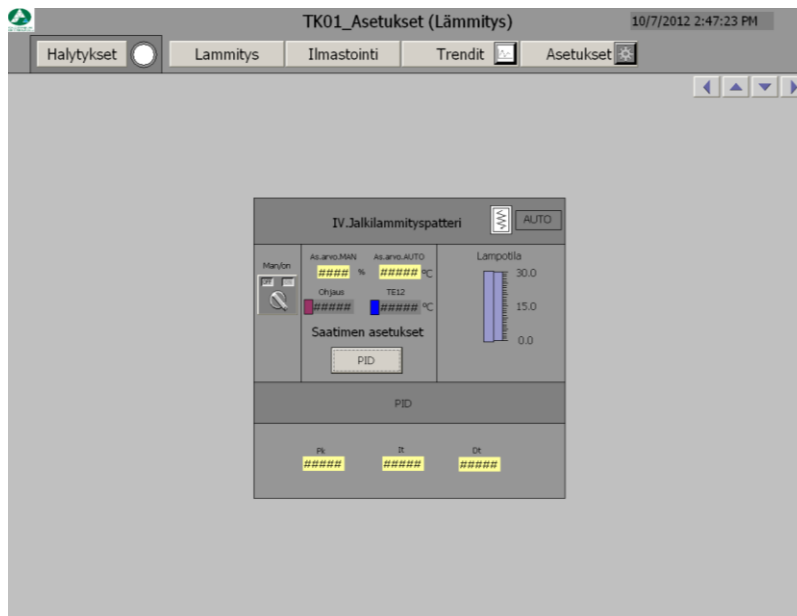 TK01_Asetukset (Lämmitys)
10/7/2012 2:47:23 PM
Halytykset
Lammitys
Ilmastointi
Trendit
Asetukset
IV.Jalkilammityspatteri
AUTO
Man/on
As.arvo.MAN
As.arvo.AUTO
#### %
##### ºC
Ohjaus
TE12
#####
##### ºC
Saatimen asetukset
PID
Lampotila
30.0
15.0
0.0
PID
Pk
It
Dt
#####
#####
#####